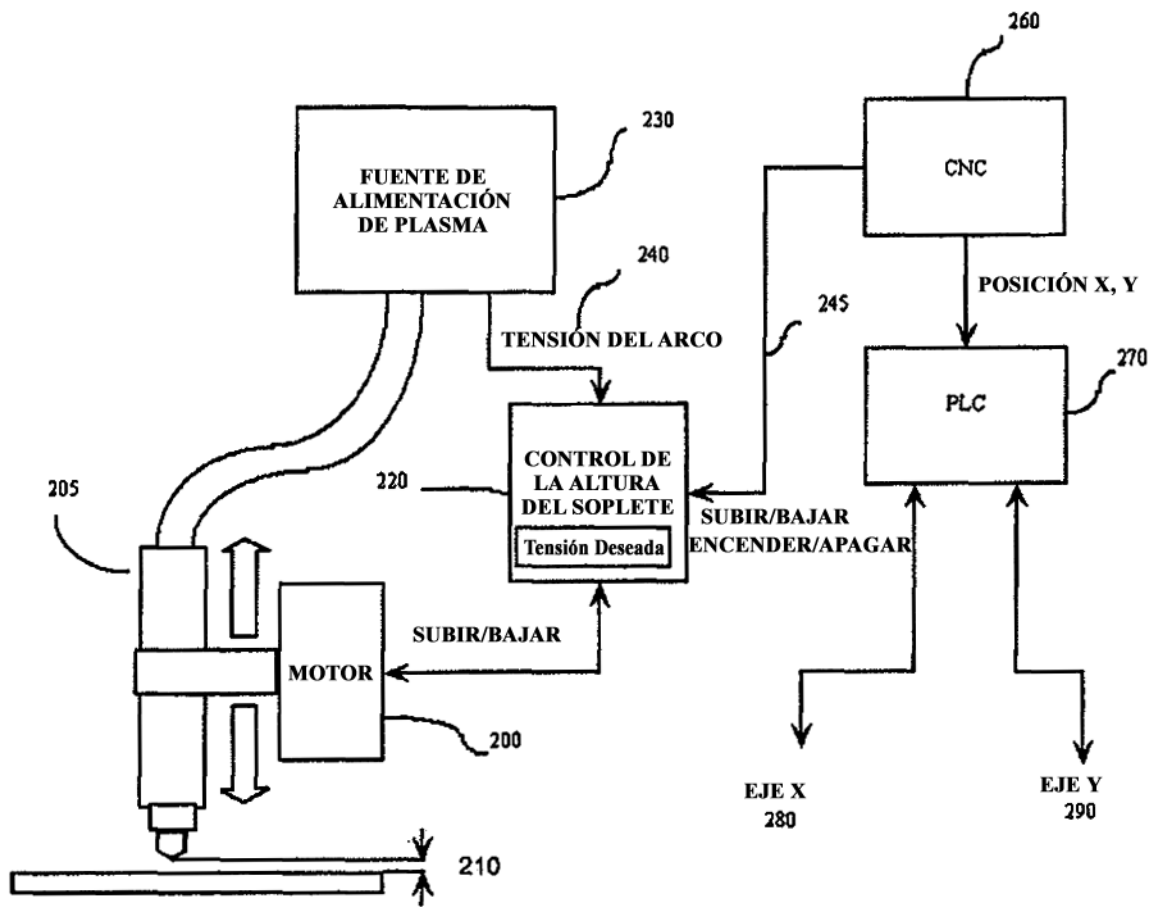 260
230
CNC
FUENTE DE
ALIMENTACIÓN
DE PLASMA
240
POSICIÓN X, Y
245
TENSIÓN DEL ARCO
270
PLC
CONTROL DE
LA ALTURA
DEL SOPLETE
220
205
SUBIR/BAJAR
ENCENDER/APAGAR
Tensión Deseada
SUBIR/BAJAR
MOTOR
200
EJE X
280
EJE Y
290
210